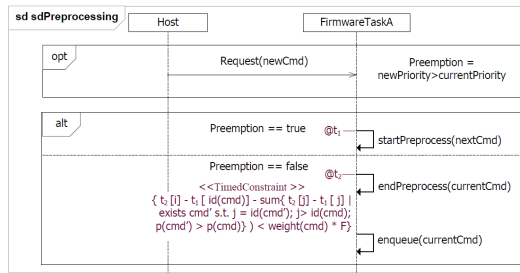 sd sdPreprocessing
Host
FirmwareTaskA
opt
Request(newCmd)
Preemption =
newPriority>currentPriority
alt
Preemption == true
@t₁
startPreprocess(nextCmd)
Preemption == false
@t₂
<<TimedConstraint >>
endPreprocess(currentCmd)
{ t₂ [i] - t₁ [ id(cmd)] - sum{ t₂ [j] - t₁ [ j] |
exists cmd' s.t. j = id(cmd'); j> id(cmd);
p(cmd') > p(cmd)} ) < weight(cmd) * F}
enqueue(currentCmd)